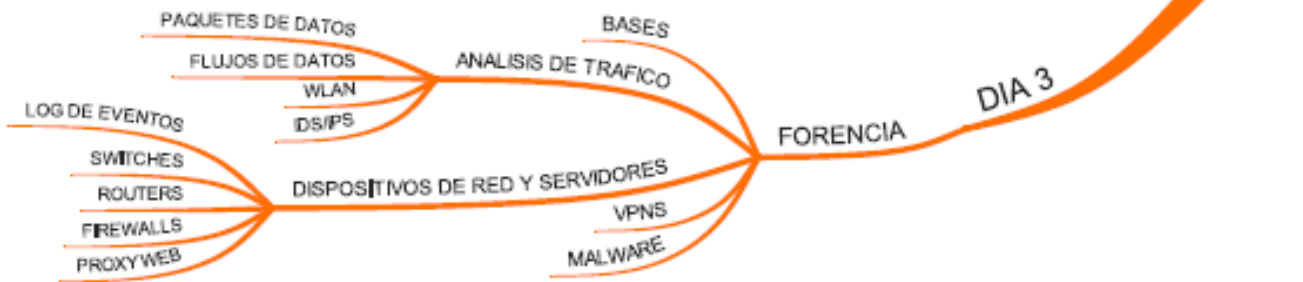 PAQUETES DE DATOS
FLUJOS DE DATOS
WLAN
IDS/IPS
LOG DE EVENTOS
SWITCHES
ROUTERS
FIREWALLS
PROXY WEB
BASES
ANALISIS DE TRAFICO
DISPOSITIVOS DE RED Y SERVIDORES
VPNS
MALWARE
FORENCIA
DIA 3